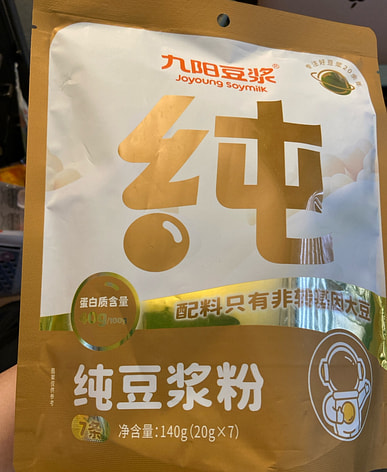 九阳豆浆®
Joyoung Soymilk
纯
蛋白质含量
/100g
配料只有非转基因大豆
纯豆浆粉
7条
净含量:140g(20g×7)